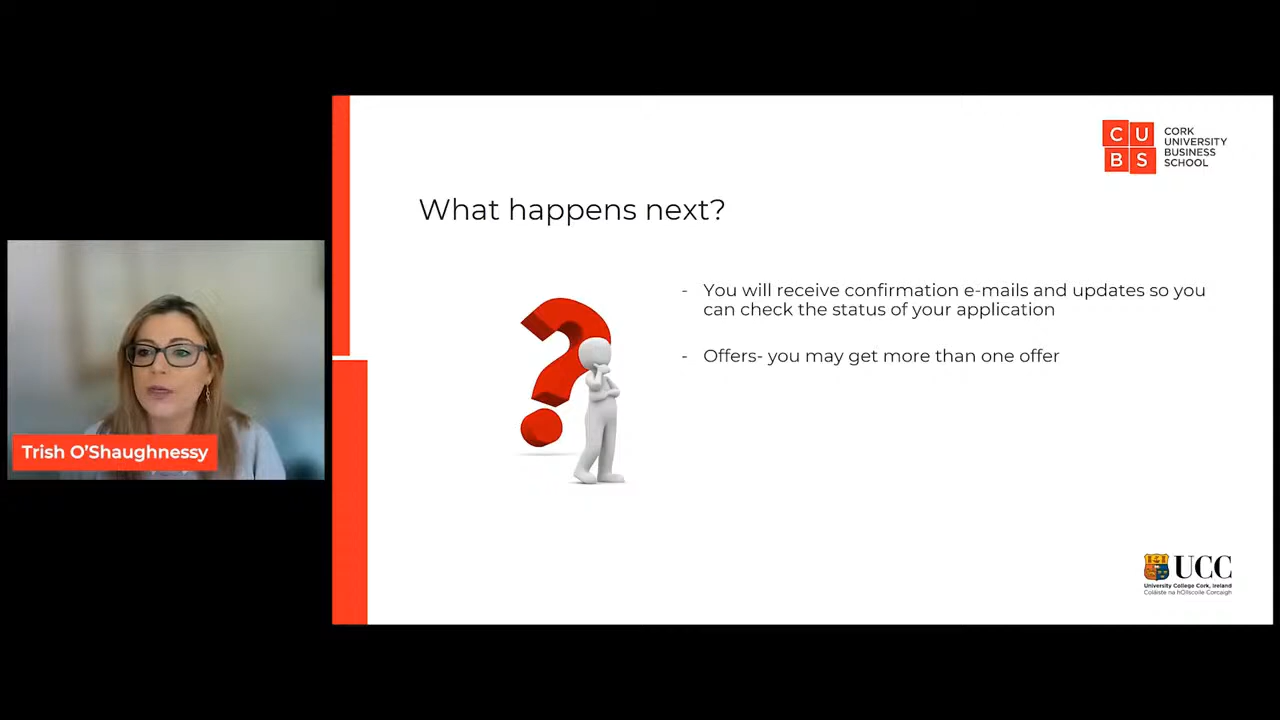 CUBS
CORK
UNIVERSITY
BUSINESS
SCHOOL
What happens next?
- You will receive confirmation e-mails and updates so you
can check the status of your application
- Offers- you may get more than one offer
Trish O'Shaughnessy
UCC
University College Cork, Ireland
Coláiste na hOllscoile Corcaigh